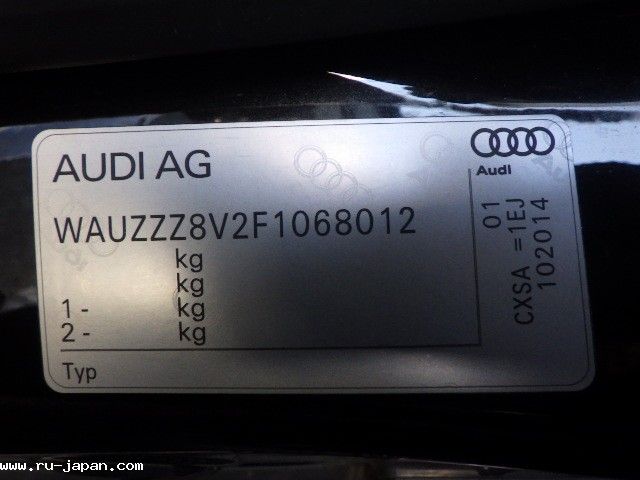 AUDI AG
Audi
WAUZZZ8V2F1068012
kg
kg
1 - kg
2 - kg
Typ
01
CXSA =1EJ
102014
www.ru-japan.com